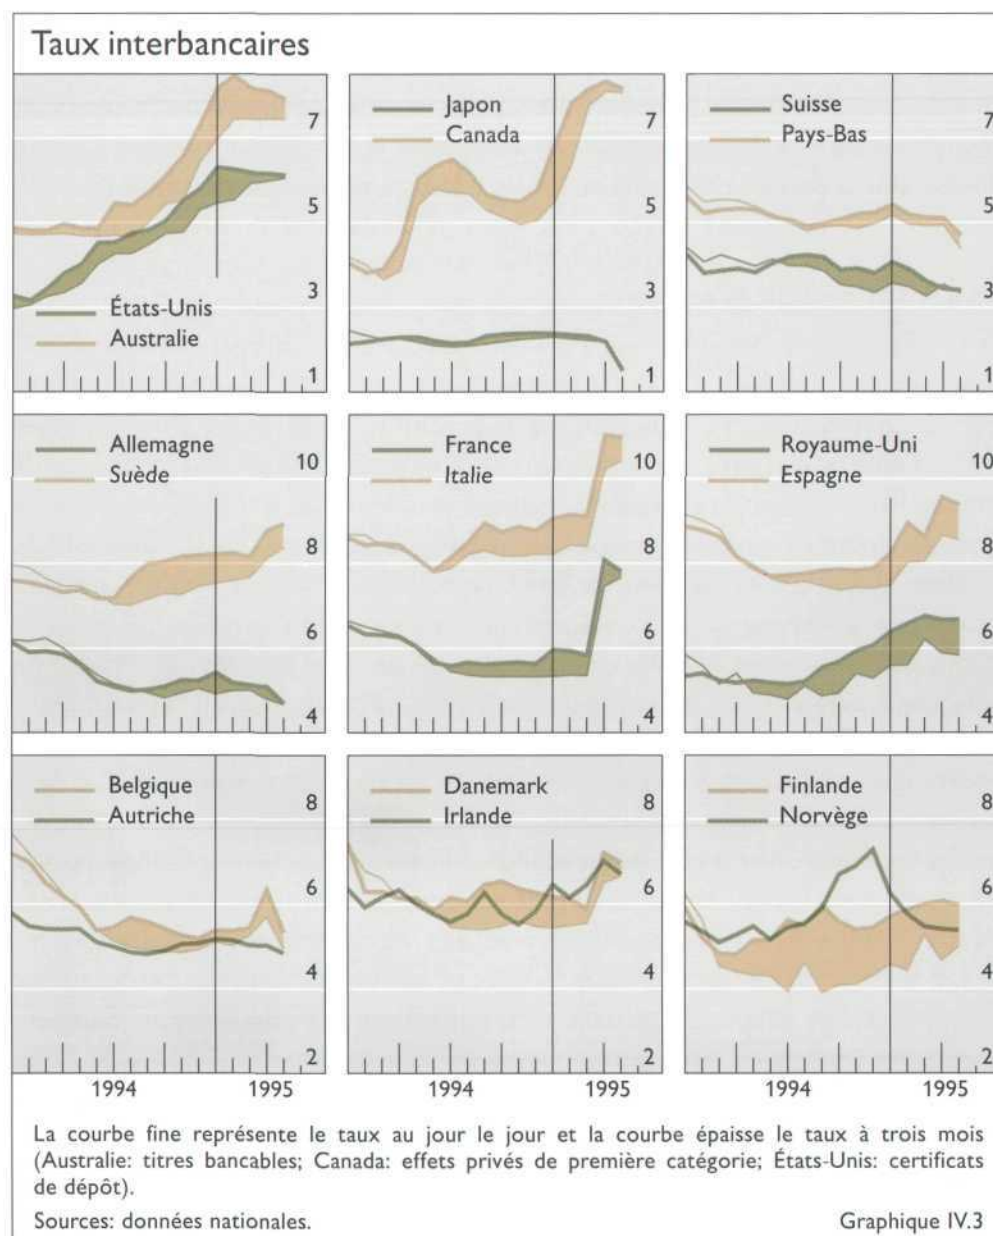 Taux interbancaires
États-Unis
Australie
7
5
3
1
Japon
Canada
7
5
3
1
Suisse
Pays-Bas
7
5
3
1
Allemagne
Suède
10
8
6
4
France
Italie
10
8
6
4
Royaume-Uni
Espagne
10
8
6
4
Belgique
Autriche
8
6
4
2
1994 1995
Danemark
Irlande
8
6
4
2
1994 1995
Finlande
Norvège
8
6
4
2
1994 1995
La courbe fine représente le taux au jour le jour et la courbe épaisse le taux à trois mois
(Australie: titres bancables; Canada: effets privés de première catégorie; États-Unis: certificats
de dépôt).
Sources: données nationales. Graphique IV.3